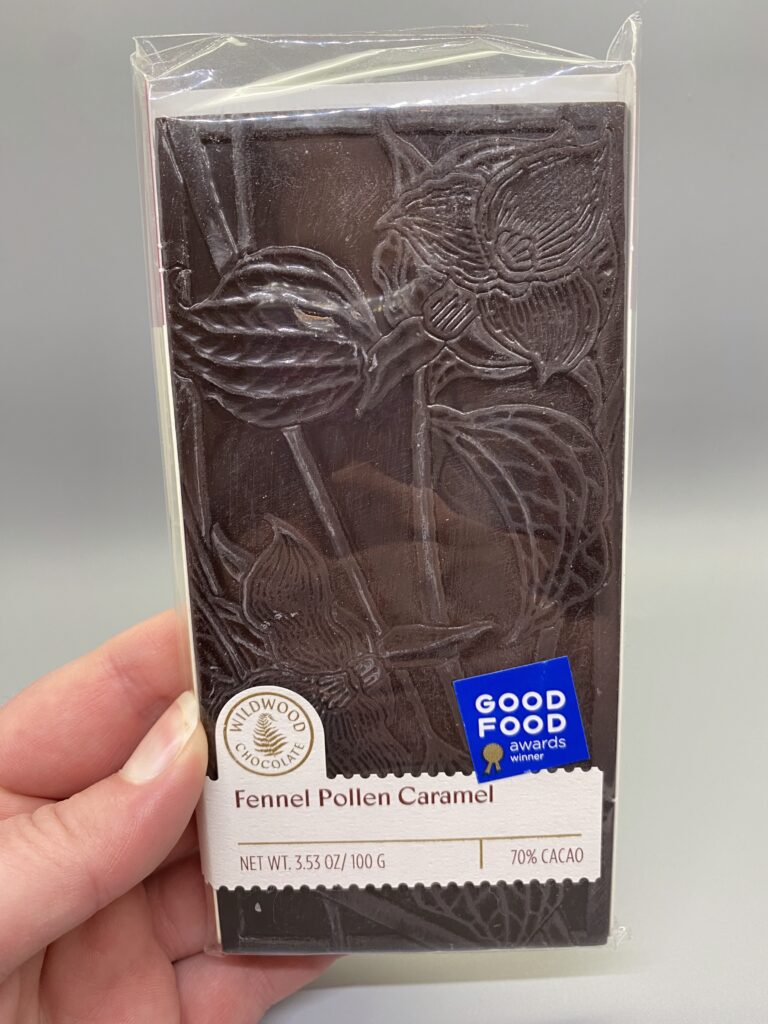 WILDWOOD
CHOCOLATE
GOOD
FOOD
awards
winner
Fennel Pollen Caramel
NET WT. 3.53 OZ/ 100 G
70% CACAO